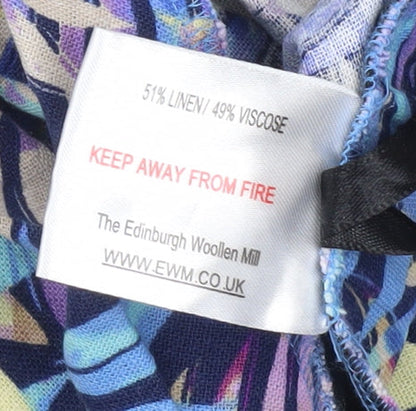 51% LINEN/ 49% VISCOSE
KEEP AWAY FROM FIRE
The Edinburgh Woollen Mill
WWW.EWM.CO.UK